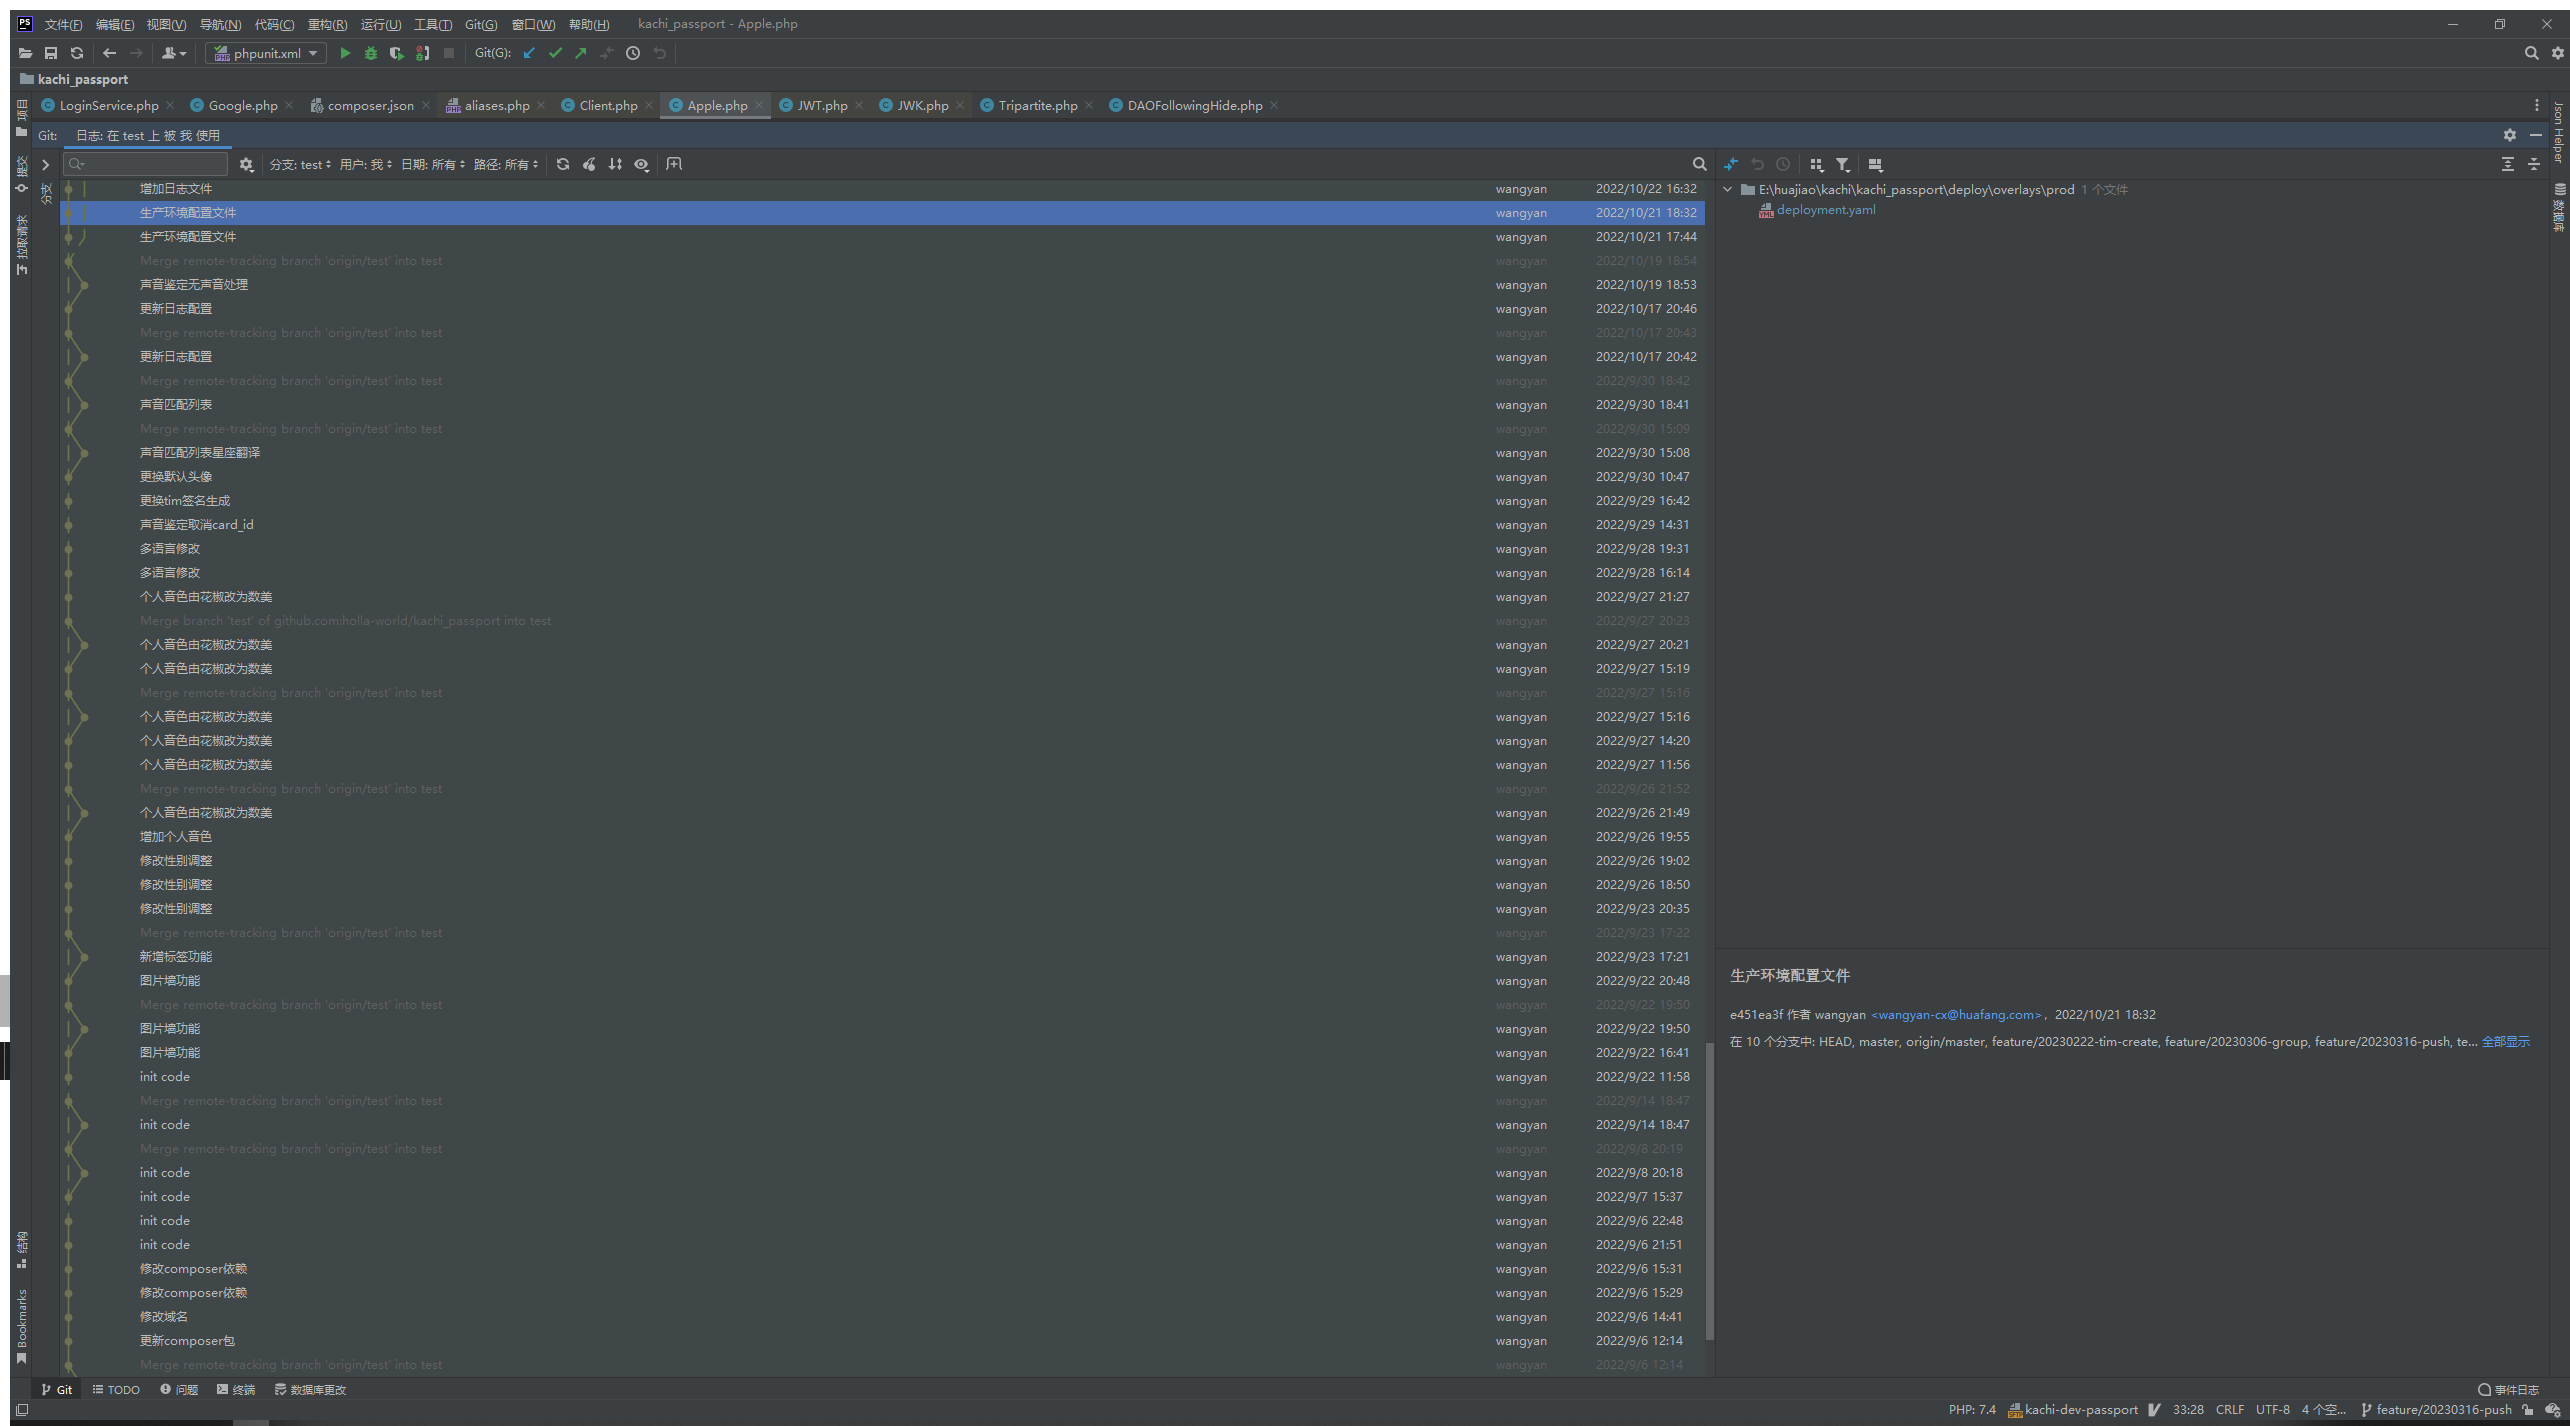 文件(F) 编辑(E) 视图(V) 导航(N) 代码(C) 重构(R) 运行(U) 工具(T) Git(G) 窗口(W) 帮助(H) kachi_passport - Apple.php
phpunit.xml Git(G):
kachi_passport
LoginService.php Google.php composer.json aliases.php Client.php Apple.php JWT.php JWK.php Tripartite.php DAOFollowingHide.php
Git: 日志: 在 test 上 被 我 使用
分支: test 用户: 我 日期: 所有 路径: 所有
增加日志文件 wangyan 2022/10/22 16:32
生产环境配置文件 wangyan 2022/10/21 18:32
生产环境配置文件 wangyan 2022/10/21 17:44
Merge remote-tracking branch 'origin/test' into test wangyan 2022/10/19 18:54
声音鉴定无声音处理 wangyan 2022/10/19 18:53
更新日志配置 wangyan 2022/10/17 20:46
Merge remote-tracking branch 'origin/test' into test wangyan 2022/10/17 20:43
更新日志配置 wangyan 2022/10/17 20:42
Merge remote-tracking branch 'origin/test' into test wangyan 2022/9/30 18:42
声音匹配列表 wangyan 2022/9/30 18:41
Merge remote-tracking branch 'origin/test' into test wangyan 2022/9/30 15:09
声音匹配列表星座翻译 wangyan 2022/9/30 15:08
更换默认头像 wangyan 2022/9/30 10:47
更换tim签名生成 wangyan 2022/9/29 16:42
声音鉴定取消card_id wangyan 2022/9/29 14:31
多语言修改 wangyan 2022/9/28 19:31
多语言修改 wangyan 2022/9/28 16:14
个人音色由花椒改为数美 wangyan 2022/9/27 21:27
Merge branch 'test' of github.com:holla-world/kachi_passport into test wangyan 2022/9/27 20:23
个人音色由花椒改为数美 wangyan 2022/9/27 20:21
个人音色由花椒改为数美 wangyan 2022/9/27 15:19
Merge remote-tracking branch 'origin/test' into test wangyan 2022/9/27 15:16
个人音色由花椒改为数美 wangyan 2022/9/27 15:16
个人音色由花椒改为数美 wangyan 2022/9/27 14:20
个人音色由花椒改为数美 wangyan 2022/9/27 11:56
Merge remote-tracking branch 'origin/test' into test wangyan 2022/9/26 21:52
个人音色由花椒改为数美 wangyan 2022/9/26 21:49
增加个人音色 wangyan 2022/9/26 19:55
修改性别调整 wangyan 2022/9/26 19:02
修改性别调整 wangyan 2022/9/26 18:50
修改性别调整 wangyan 2022/9/23 20:35
Merge remote-tracking branch 'origin/test' into test wangyan 2022/9/23 17:22
新增标签功能 wangyan 2022/9/23 17:21
图片墙功能 wangyan 2022/9/22 20:48
Merge remote-tracking branch 'origin/test' into test wangyan 2022/9/22 19:50
图片墙功能 wangyan 2022/9/22 19:50
图片墙功能 wangyan 2022/9/22 16:41
init code wangyan 2022/9/22 11:58
Merge remote-tracking branch 'origin/test' into test wangyan 2022/9/14 18:47
init code wangyan 2022/9/14 18:47
Merge remote-tracking branch 'origin/test' into test wangyan 2022/9/8 20:19
init code wangyan 2022/9/8 20:18
init code wangyan 2022/9/7 15:37
init code wangyan 2022/9/6 22:48
init code wangyan 2022/9/6 21:51
修改composer依赖 wangyan 2022/9/6 15:31
修改composer依赖 wangyan 2022/9/6 15:29
修改域名 wangyan 2022/9/6 14:41
更新composer包 wangyan 2022/9/6 12:14
Merge remote-tracking branch 'origin/test' into test wangyan 2022/9/6 12:14
E:\huajiao\kachi\kachi_passport\deploy\overlays\prod 1 个文件
deployment.yaml
生产环境配置文件
e451ea3f 作者 wangyan <wangyan-cx@huafang.com>, 2022/10/21 18:32
在 10 个分支中: HEAD, master, origin/master, feature/20230222-tim-create, feature/20230306-group, feature/20230316-push, te... 全部显示
项目
提交
拉取请求
分支
结构
Bookmarks
Json Helper
数据库
Git TODO 问题 终端 数据库更改 事件日志
PHP: 7.4 kachi-dev-passport 33:28 CRLF UTF-8 4 个空... feature/20230316-push